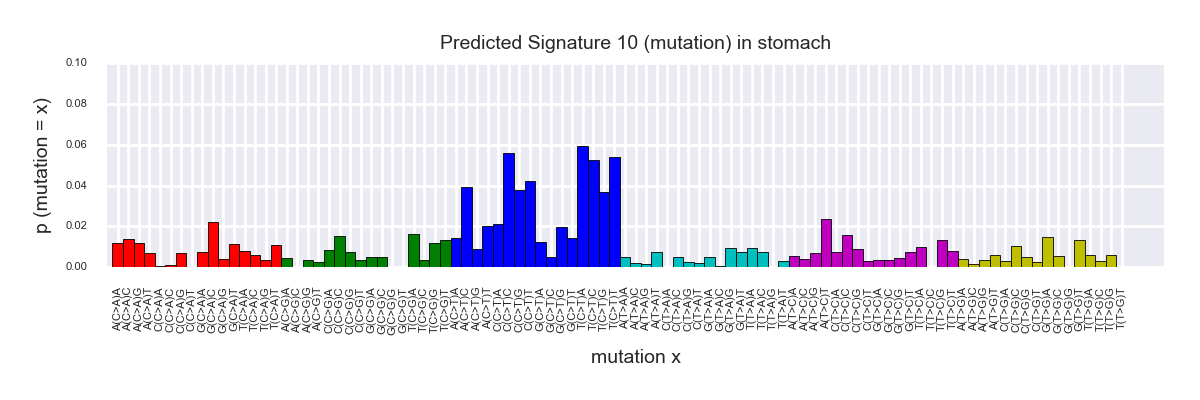 Predicted Signature 10 (mutation) in stomach
p (mutation = x)
0.10
0.08
0.06
0.04
0.02
0.00
A(C>A)A
A(C>A)C
A(C>A)G
A(C>A)T
C(C>A)A
C(C>A)C
C(C>A)G
C(C>A)T
G(C>A)A
G(C>A)C
G(C>A)G
G(C>A)T
T(C>A)A
T(C>A)C
T(C>A)G
T(C>A)T
A(C>G)A
A(C>G)C
A(C>G)G
A(C>G)T
C(C>G)A
C(C>G)C
C(C>G)G
C(C>G)T
G(C>G)A
G(C>G)C
G(C>G)G
G(C>G)T
T(C>G)A
T(C>G)C
T(C>G)G
T(C>G)T
A(C>T)A
A(C>T)C
A(C>T)G
A(C>T)T
C(C>T)A
C(C>T)C
C(C>T)G
C(C>T)T
G(C>T)A
G(C>T)C
G(C>T)G
G(C>T)T
T(C>T)A
T(C>T)C
T(C>T)G
T(C>T)T
A(T>A)A
A(T>A)C
A(T>A)G
A(T>A)T
C(T>A)A
C(T>A)C
C(T>A)G
C(T>A)T
G(T>A)A
G(T>A)C
G(T>A)G
G(T>A)T
T(T>A)A
T(T>A)C
T(T>A)G
T(T>A)T
A(T>C)A
A(T>C)C
A(T>C)G
A(T>C)T
C(T>C)A
C(T>C)C
C(T>C)G
C(T>C)T
G(T>C)A
G(T>C)C
G(T>C)G
G(T>C)T
T(T>C)A
T(T>C)C
T(T>C)G
T(T>C)T
A(T>G)A
A(T>G)C
A(T>G)G
A(T>G)T
C(T>G)A
C(T>G)C
C(T>G)G
C(T>G)T
G(T>G)A
G(T>G)C
G(T>G)G
G(T>G)T
T(T>G)A
T(T>G)C
T(T>G)G
T(T>G)T
mutation x